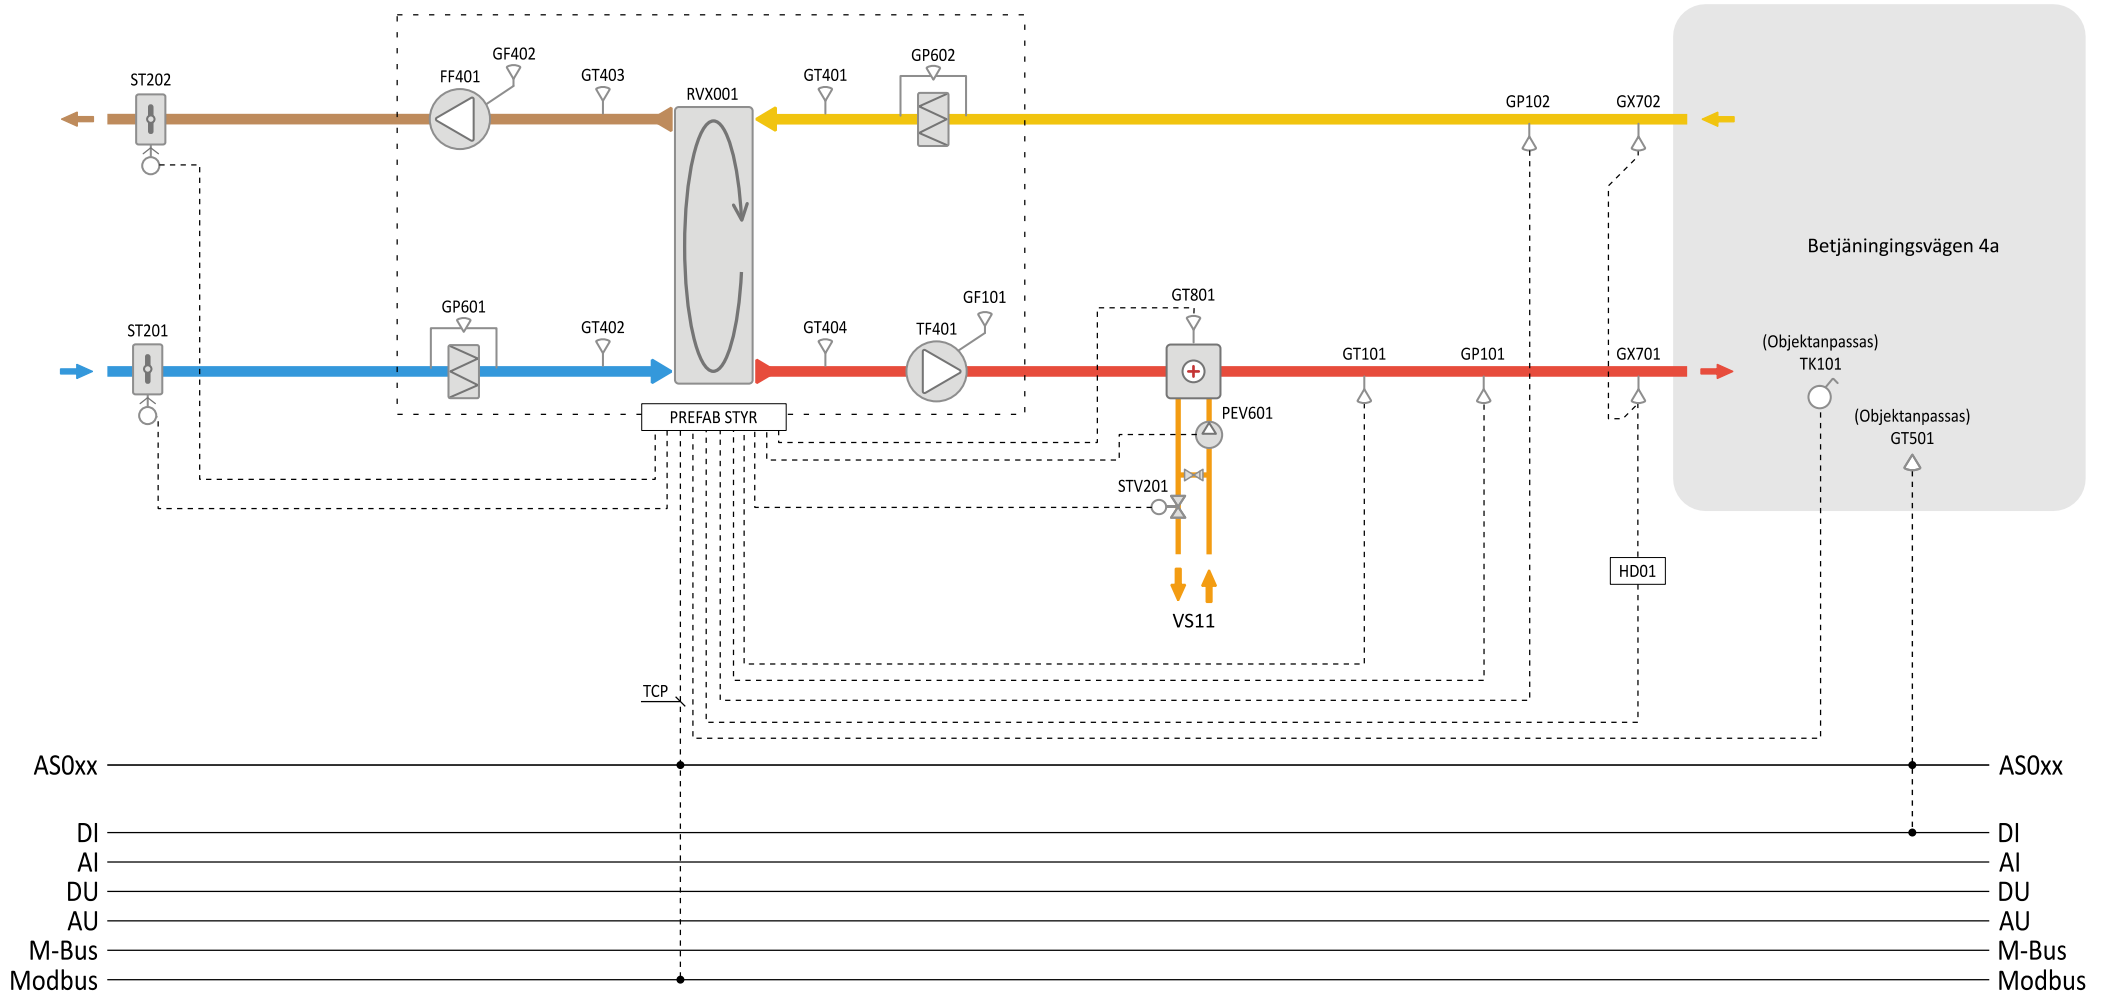 GF402
GP602
ST202
FF401
GT403
GT401
RVX001
GP102
GX702
Betjäningingsvägen 4a
GT801
GF101
GP601
ST201
GT402
GT404
TF401
GT101
GP101
GX701
(Objektanpassas)
TK101
PREFAB STYR
PEV601
(Objektanpassas)
GT501
STV201
HD01
VS11
TCP
AS0xx
AS0xx
DI
DI
AI
AI
DU
DU
AU
AU
M-Bus
M-Bus
Modbus
Modbus